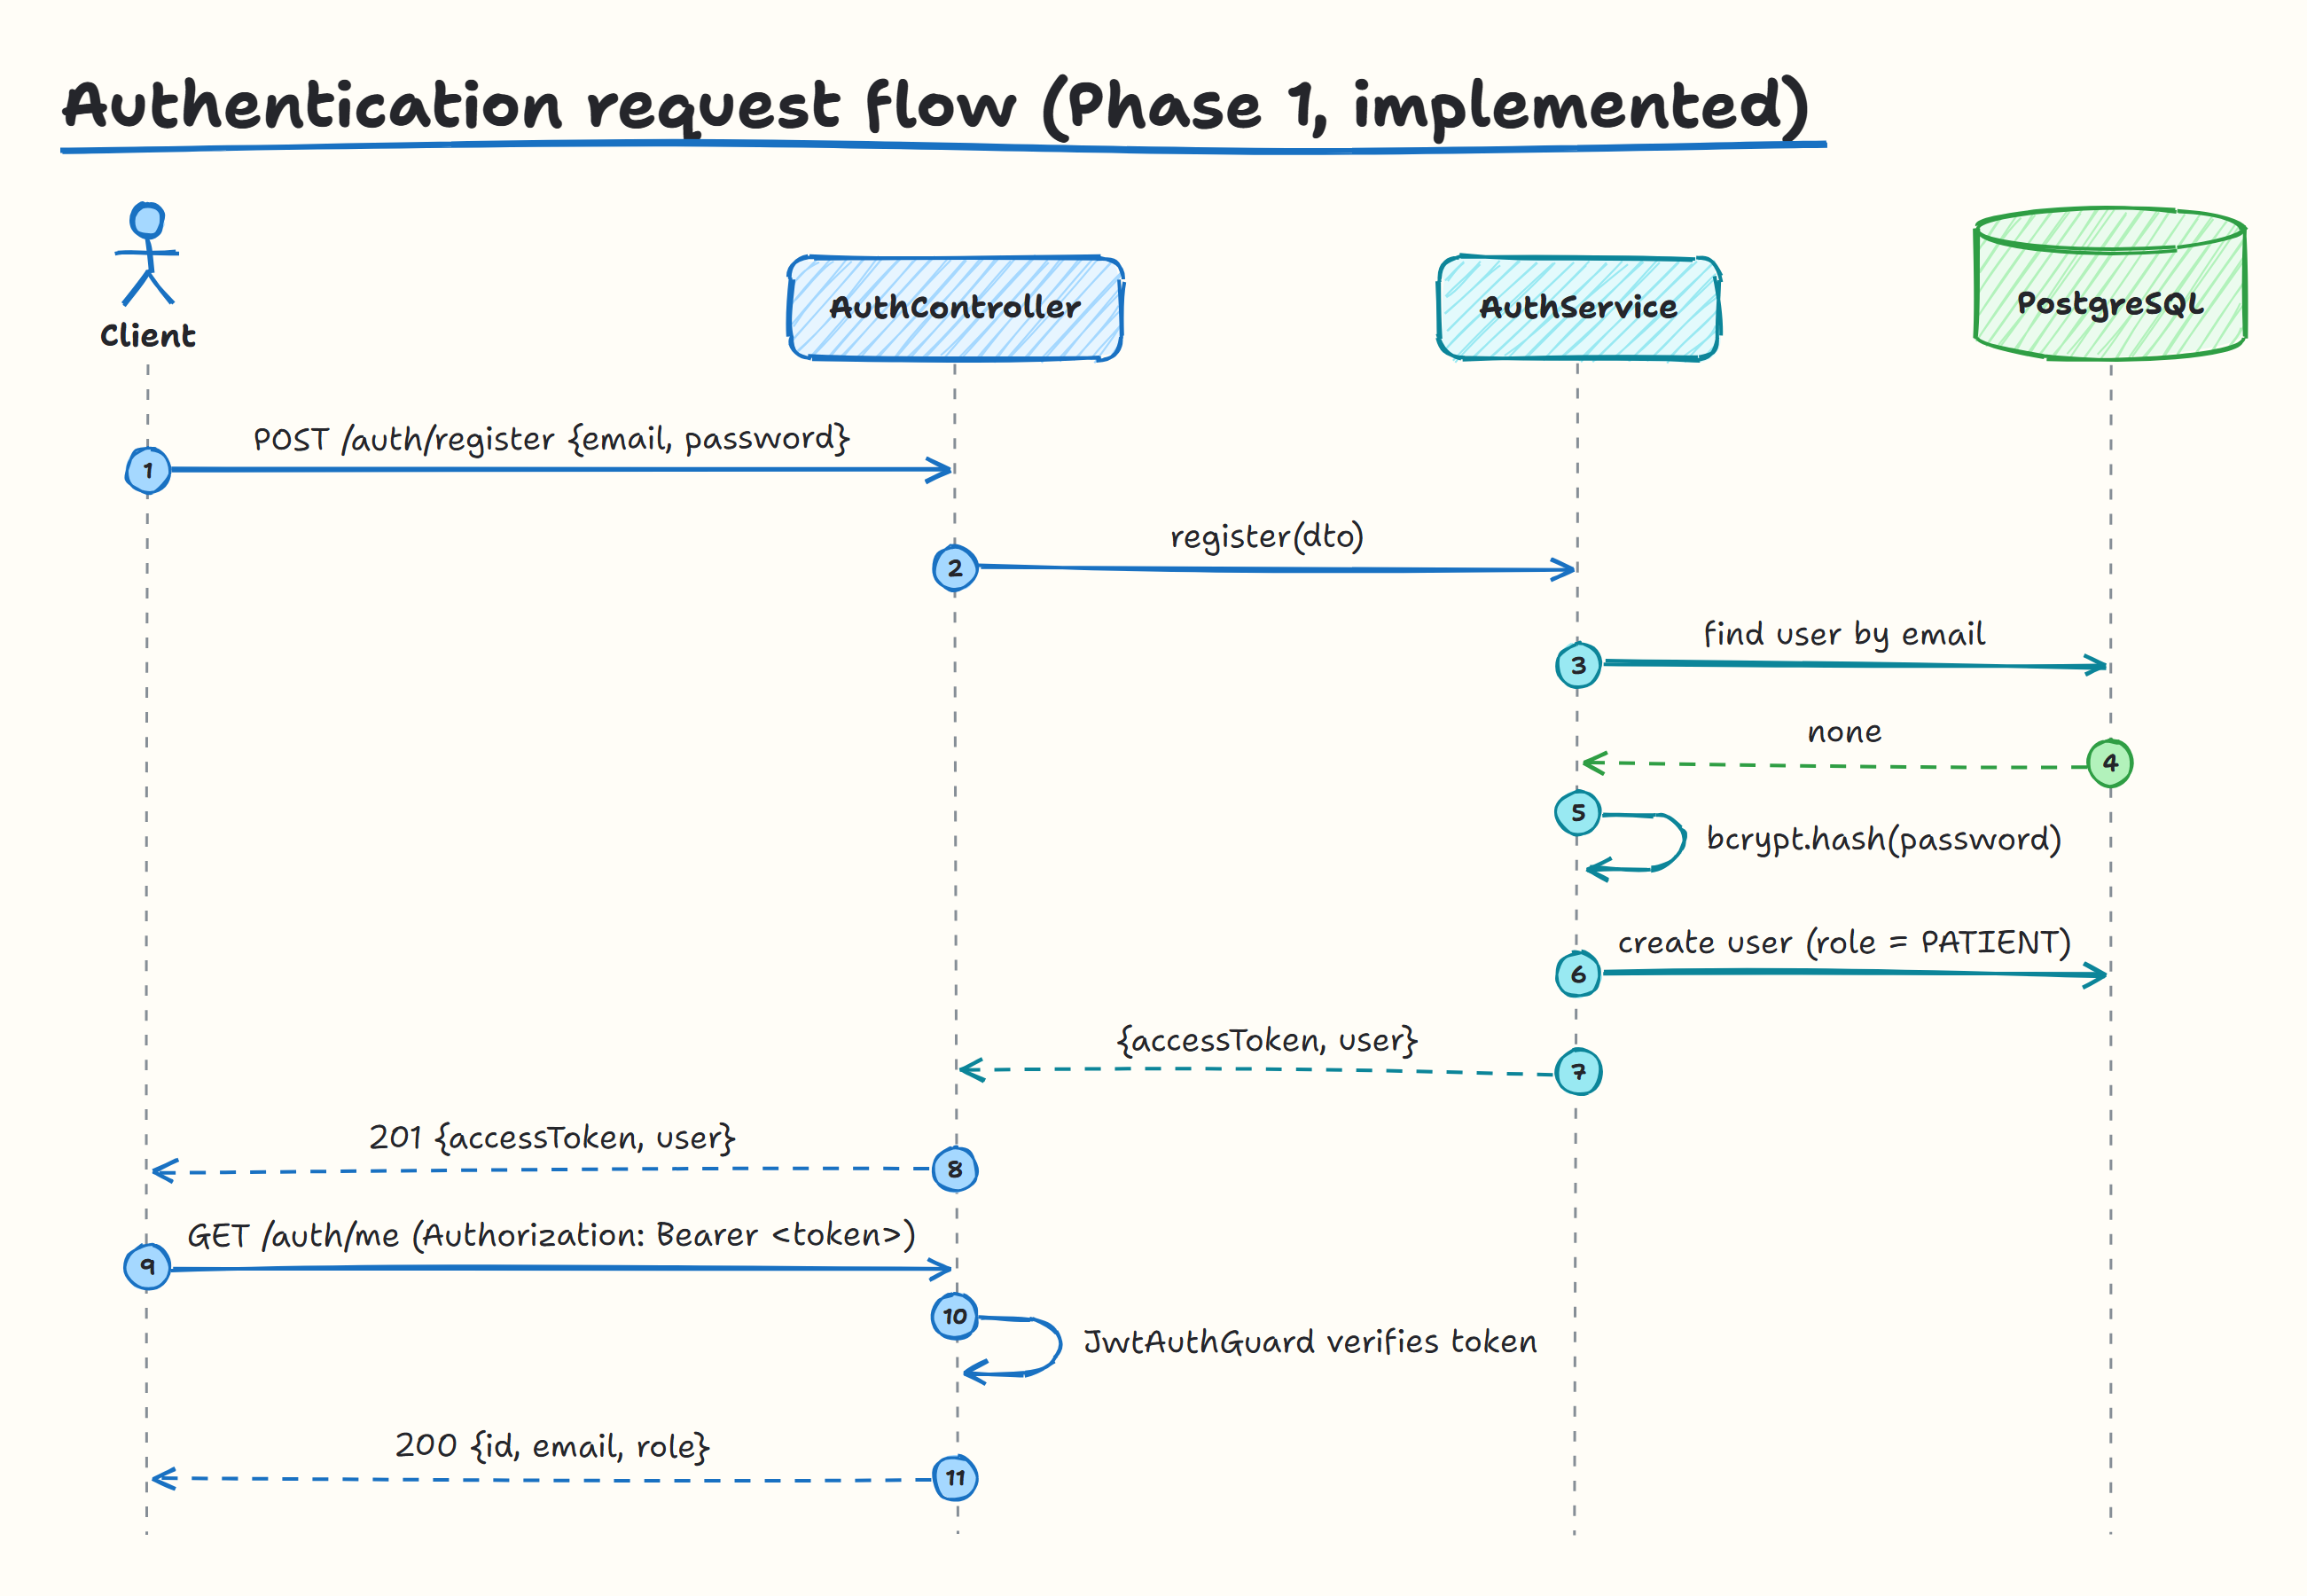 Authentication request flow (Phase 1, implemented)
Client
AuthController
AuthService
PostgreSQL
POST /auth/register {email, password}
1
register(dto)
2
find user by email
3
none
4
5
bcrypt.hash(password)
create user (role = PATIENT)
6
{accessToken, user}
7
201 {accessToken, user}
8
GET /auth/me (Authorization: Bearer <token>)
9
10
JwtAuthGuard verifies token
200 {id, email, role}
11